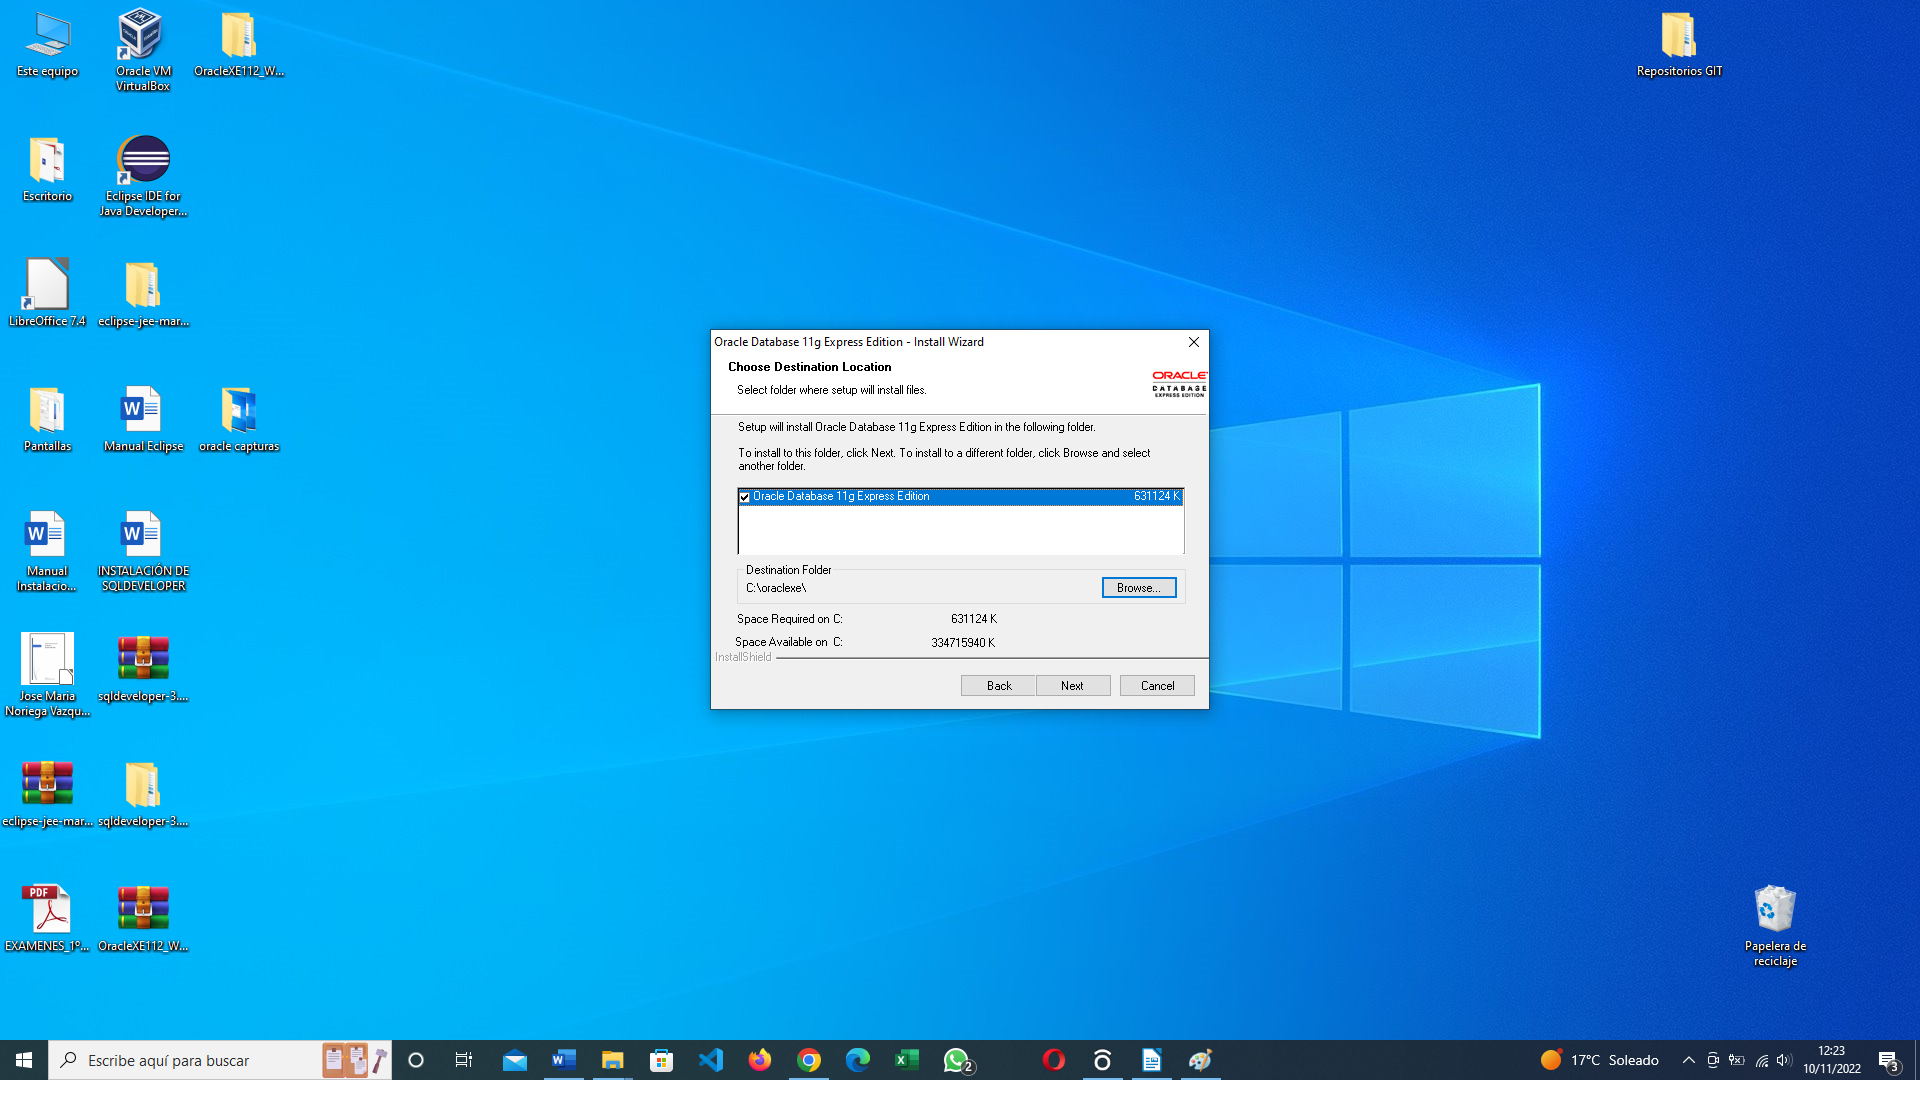 Este equipo
Oracle VM
VirtualBox
OracleXE112_W...
Repositorios GIT
Escritorio
Eclipse IDE for
Java Developer...
LibreOffice 7.4
eclipse-jee-mar...
Pantallas
Manual Eclipse
oracle capturas
Manual
Instalacio...
INSTALACIÓN DE
SQLDEVELOPER
Jose Maria
Noriega Vazqu...
sqldeveloper-3....
eclipse-jee-mar...
sqldeveloper-3....
PDF
EXAMENES_1º...
OracleXE112_W...
Papelera de
reciclaje
Oracle Database 11g Express Edition - Install Wizard
Choose Destination Location
Select folder where setup will install files.
ORACLE
DATABASE
EXPRESS EDITION
Setup will install Oracle Database 11g Express Edition in the following folder.
To install to this folder, click Next. To install to a different folder, click Browse and select
another folder.
Oracle Database 11g Express Edition 631124 K
Destination Folder
C:\oraclexe\
Browse...
Space Required on C: 631124 K
Space Available on C: 334715940 K
InstallShield
Back Next Cancel
Escribe aquí para buscar
2
17°C Soleado
12:23
10/11/2022
3